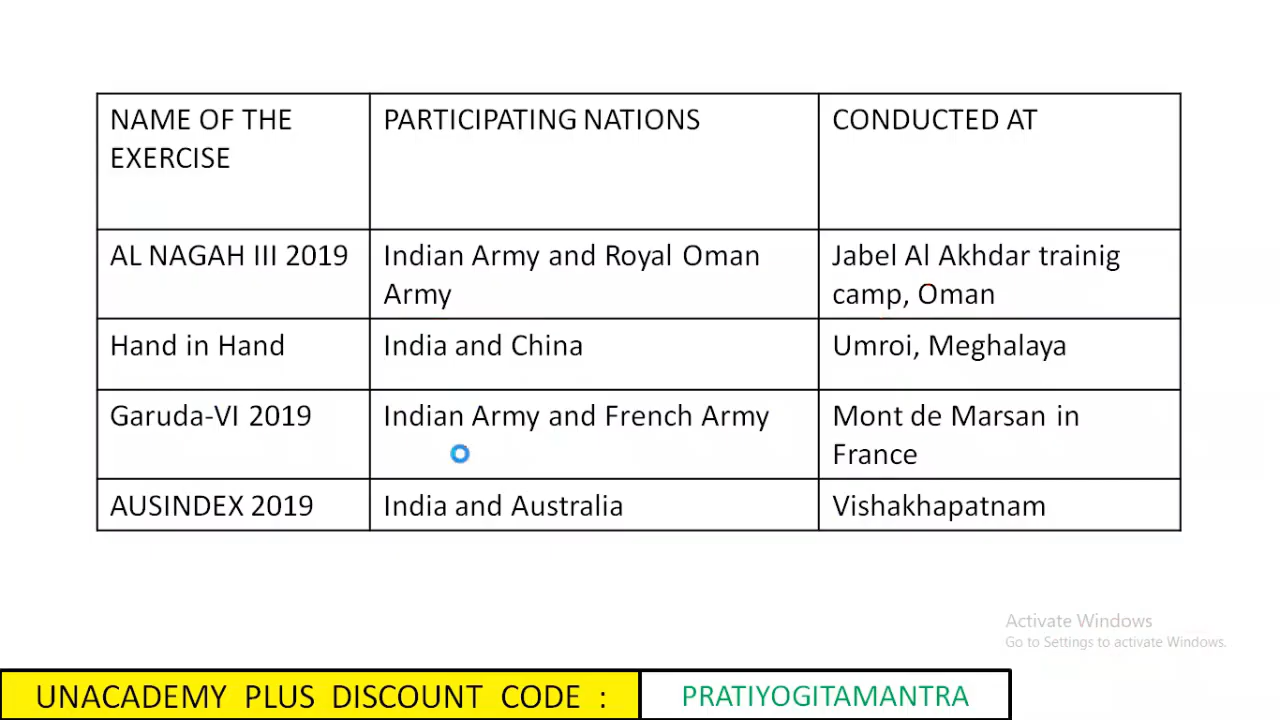 NAME OF THE PARTICIPATING NATIONS CONDUCTED AT
EXERCISE
AL NAGAH III 2019 Indian Army and Royal Oman Jabel Al Akhdar trainig
Army camp, Oman
Hand in Hand India and China Umroi, Meghalaya
Garuda-VI 2019 Indian Army and French Army Mont de Marsan in
France
AUSINDEX 2019 India and Australia Vishakhapatnam
Activate Windows
Go to Settings to activate Windows.
UNACADEMY PLUS DISCOUNT CODE : PRATIYOGITAMANTRA